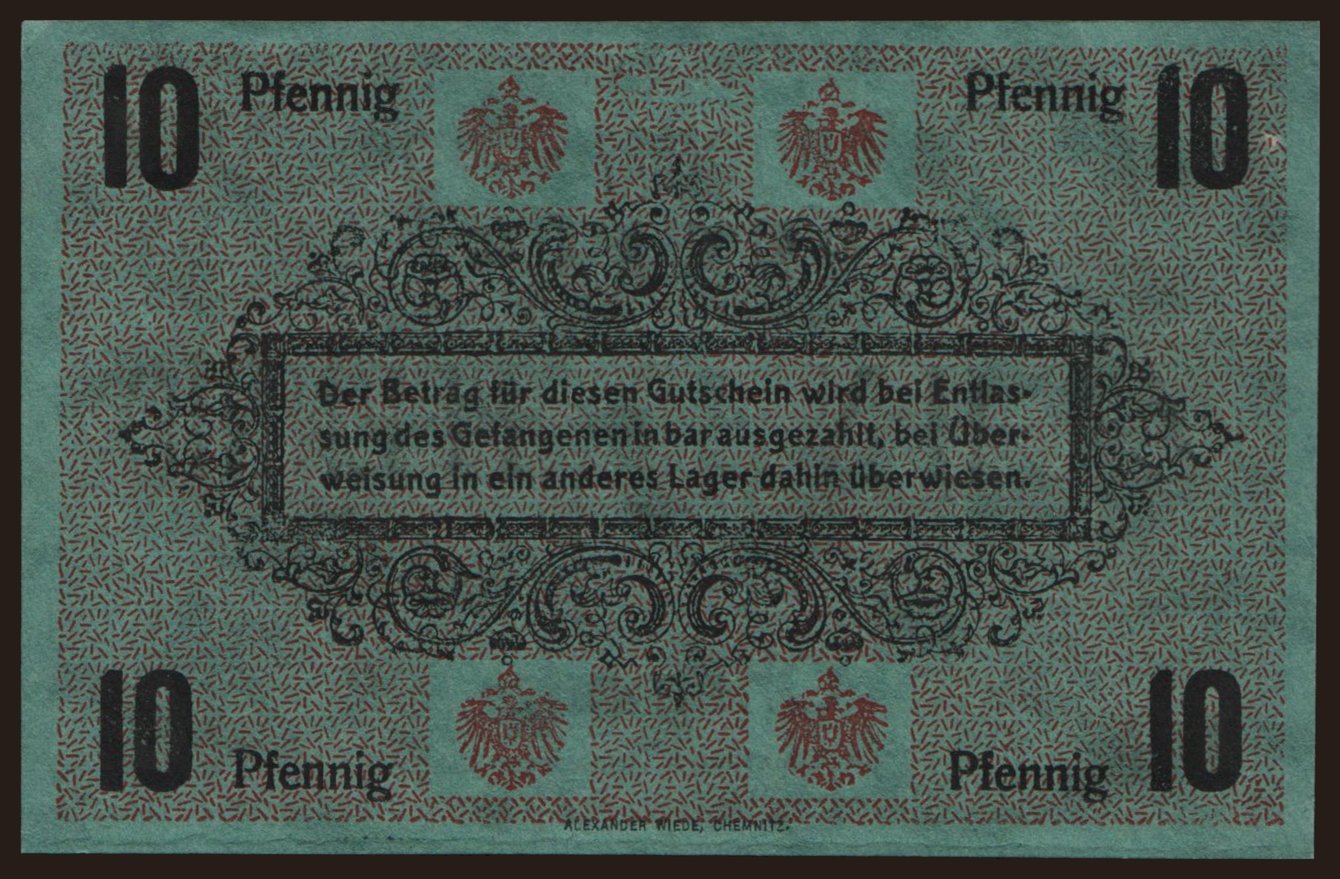 10 Pfennig Pfennig 10
Der Betrag für diesen Gutschein wird bei Entlas-
sung des Gefangenen in bar ausgezahlt, bei Über-
weisung in ein anderes Lager dahin überwiesen.
10 Pfennig Pfennig 10
ALEXANDER WIEDE, CHEMNITZ.